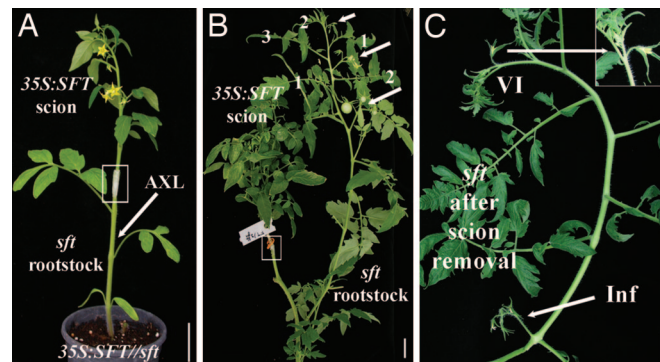 A
35S:SFT
scion
AXL
sft
rootstock
35S:SFT//sft
B
3
2
1
35S:SFT
scion
1
2
sft
rootstock
C
VI
sft
after
scion
removal
Inf